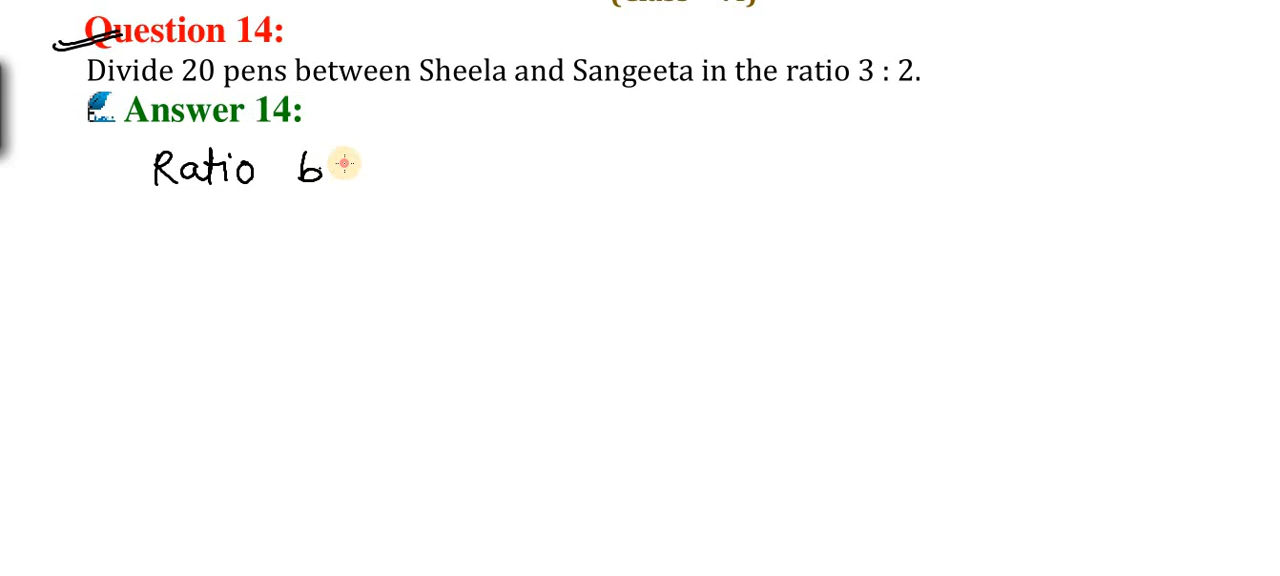 Question 14:
Divide 20 pens between Sheela and Sangeeta in the ratio 3 : 2.
Answer 14:
Ratio b